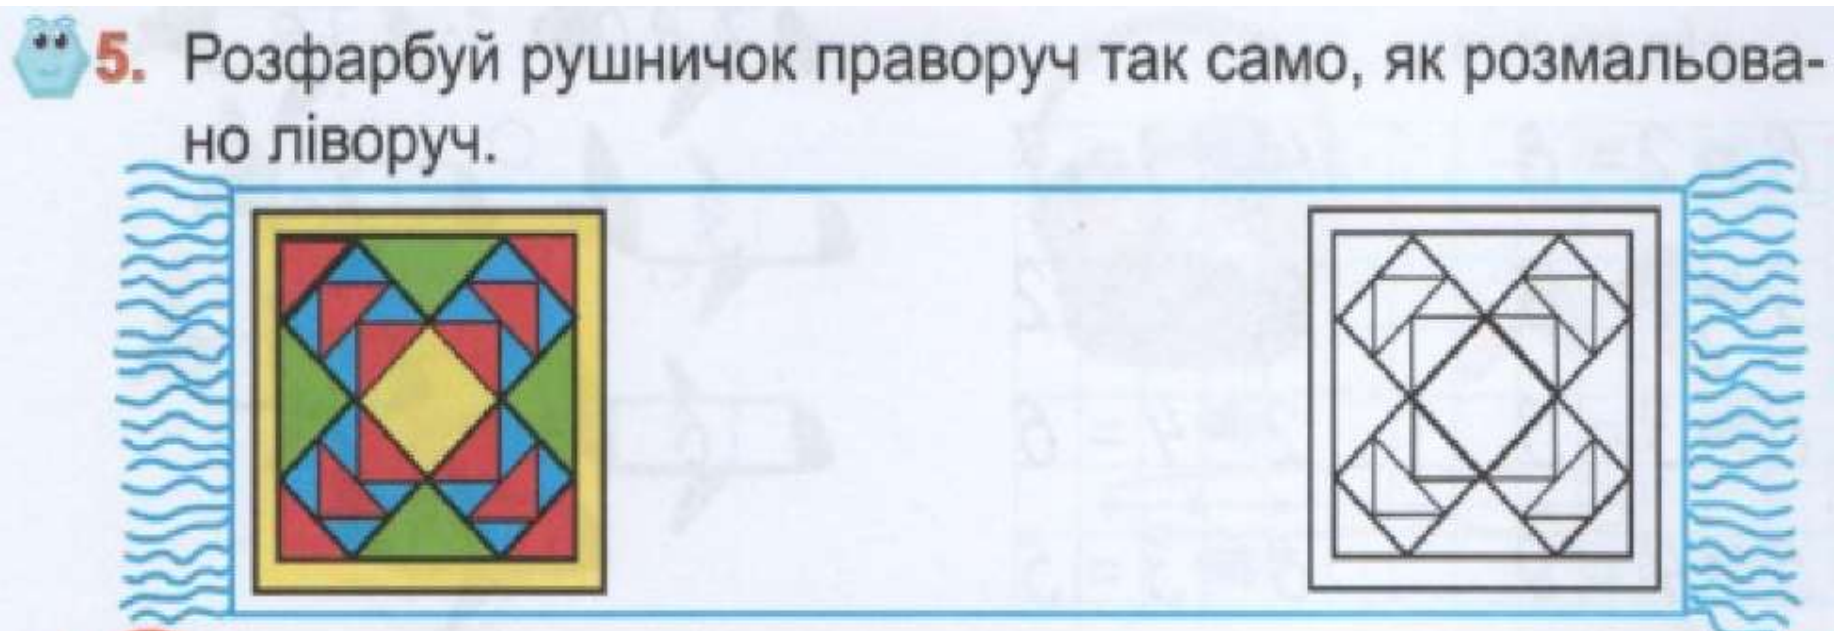 5. Розфарбуй рушничок праворуч так само, як розмальова-
но ліворуч.